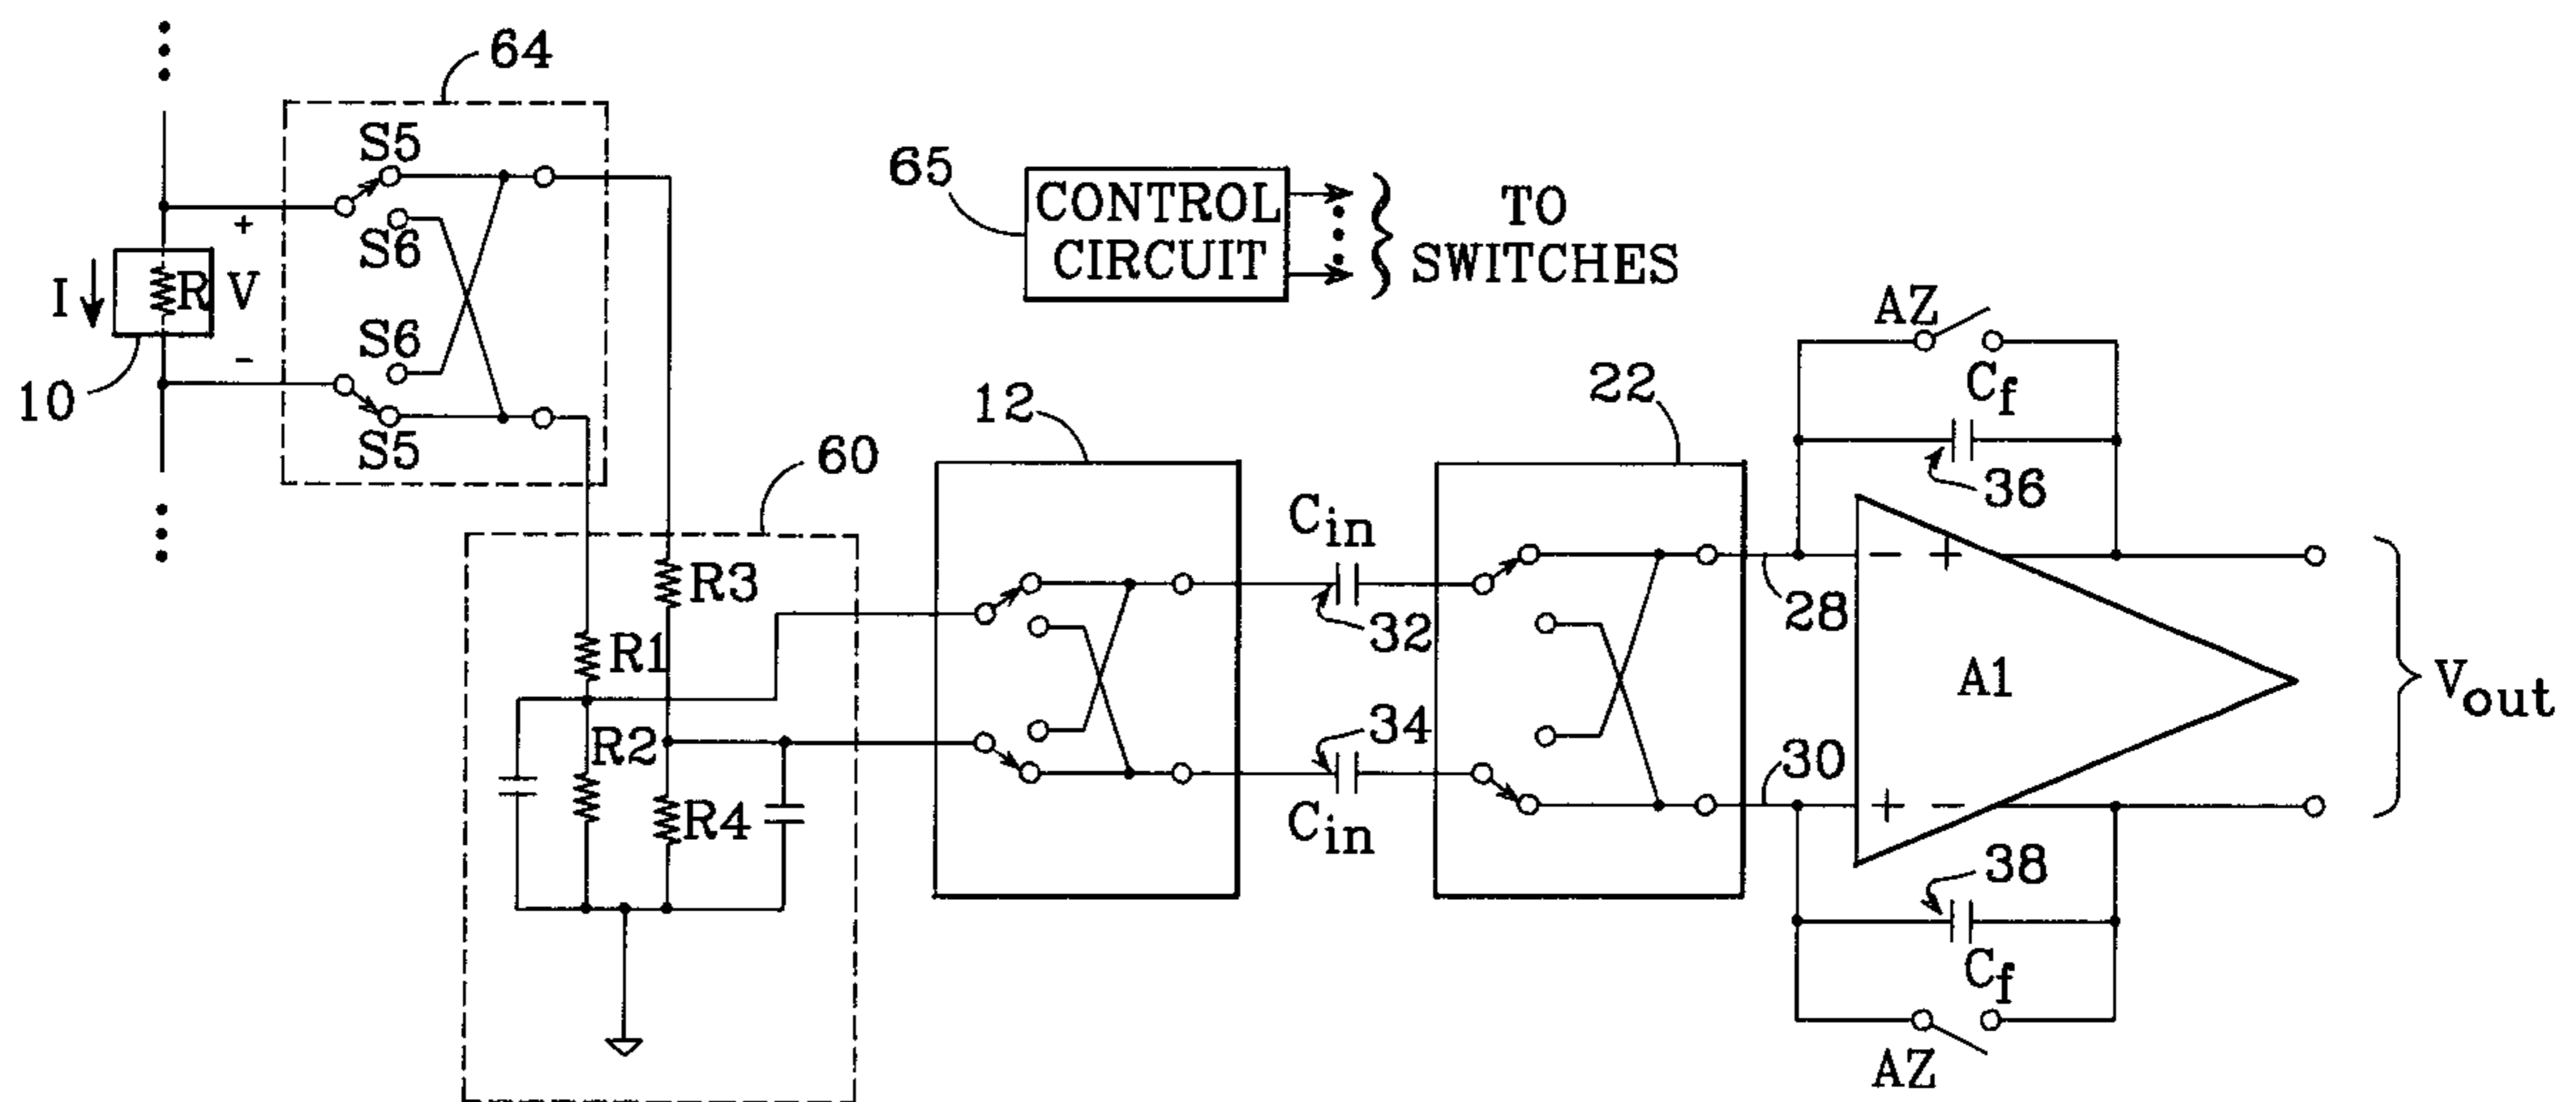 64
S5
S6
S6
S5
+
I
R
V
-
10
65
CONTROL
CIRCUIT
TO
SWITCHES
12
22
60
R3
R1
R2
R4
Cin
32
34
Cin
AZ
Cf
36
28
- +
A1
Vout
30
+ -
38
Cf
AZ